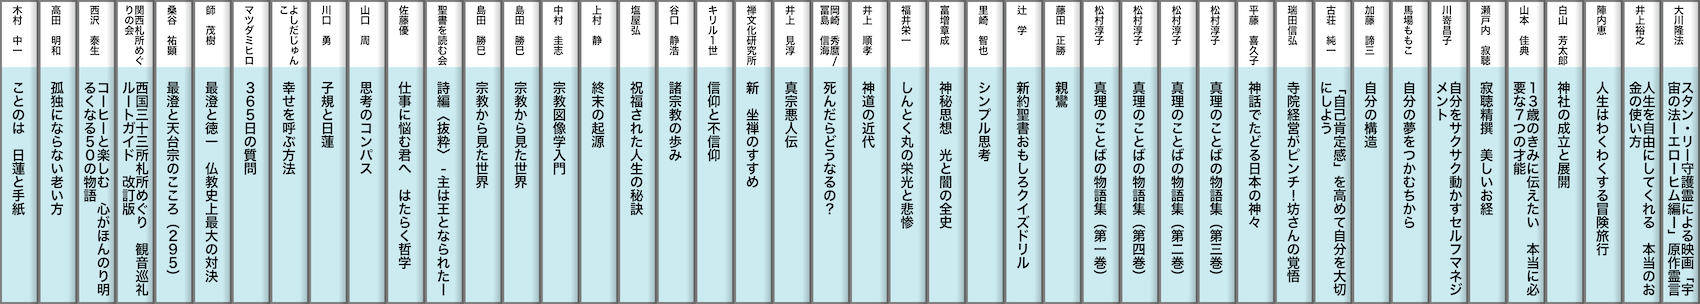 大川隆法
スタン・リー守護霊による映画「宇
宙の法ーエローヒム編ー」原作霊言
井上裕之
人生を自由にしてくれる　本当のお
金の使い方
陣内恵
人生はわくわくする冒険旅行
白山　芳太郎
神社の成立と展開
山本　佳典
１３歳のきみに伝えたい　本当に必
要な７つの才能
瀬戸内　寂聴
寂聴精撰　美しいお経
川嵜昌子
自分をサクサク動かすセルフマネジ
メント
馬場ももこ
自分の夢をつかむちから
加藤　諦三
自分の構造
古荘　純一
「自己肯定感」を高めて自分を大切
にしよう
瑞田信弘
寺院経営がピンチ！坊さんの覚悟
平藤　喜久子
神話でたどる日本の神々
松村淳子
真理のことばの物語集（第三巻）
松村淳子
真理のことばの物語集（第二巻）
松村淳子
真理のことばの物語集（第四巻）
松村淳子
真理のことばの物語集（第一巻）
藤田　正勝
親鸞
辻　学
新約聖書おもしろクイズドリル
里崎　智也
シンプル思考
富増章成
神秘思想　光と闇の全史
福井栄一
しんとく丸の栄光と悲惨
井上　順孝
神道の近代
岡崎　秀麿/
冨島　信海
死んだらどうなるの？
井上　見淳
真宗悪人伝
禅文化研究所
新　坐禅のすすめ
キリル１世
信仰と不信仰
谷口　静浩
諸宗教の歩み
塩屋弘
祝福された人生の秘訣
上村　静
終末の起源
中村　圭志
宗教図像学入門
島田　勝巳
宗教から見た世界
島田　勝巳
宗教から見た世界
聖書を読む会
詩編〈抜粋〉-主は王となられたー
佐藤優
仕事に悩む君へ　はたらく哲学
山口　周
思考のコンパス
川口　勇
子規と日蓮
よしだじゅん
こ
幸せを呼ぶ方法
マツダミヒロ
３６５日の質問
師　茂樹
最澄と徳一　仏教史上最大の対決
桑谷　祐顕
最澄と天台宗のこころ（２９５）
関西札所めぐ
りの会
西国三十三所札所めぐり　観音巡礼
ルートガイド　改訂版
西沢　泰生
コーヒーと楽しむ　心がほんのり明
るくなる５０の物語
高田　明和
孤独にならない老い方
木村　中一
ことのは　日蓮と手紙